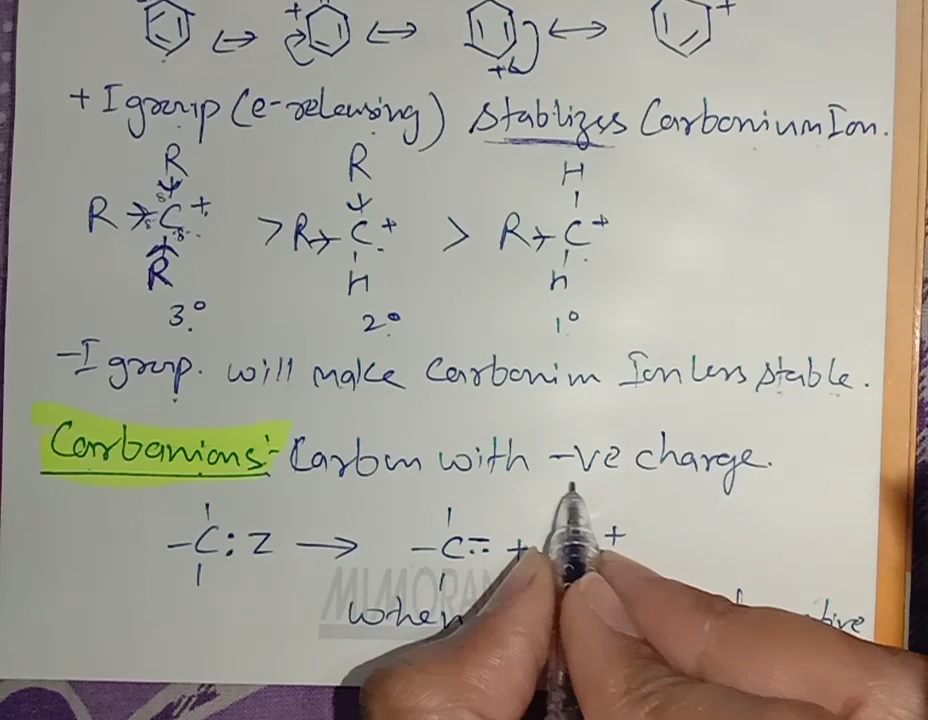 + I group (e-releasing) stablizes Carbonium Ion.
R R H
R C + > R C + > R C +
R H H
3° 2° 1°
-I group. will make Carbonim Ion less stable.
Carbanions:- Carbon with -ve charge.
-C:Z → -C:- + +
MIMORAN
when